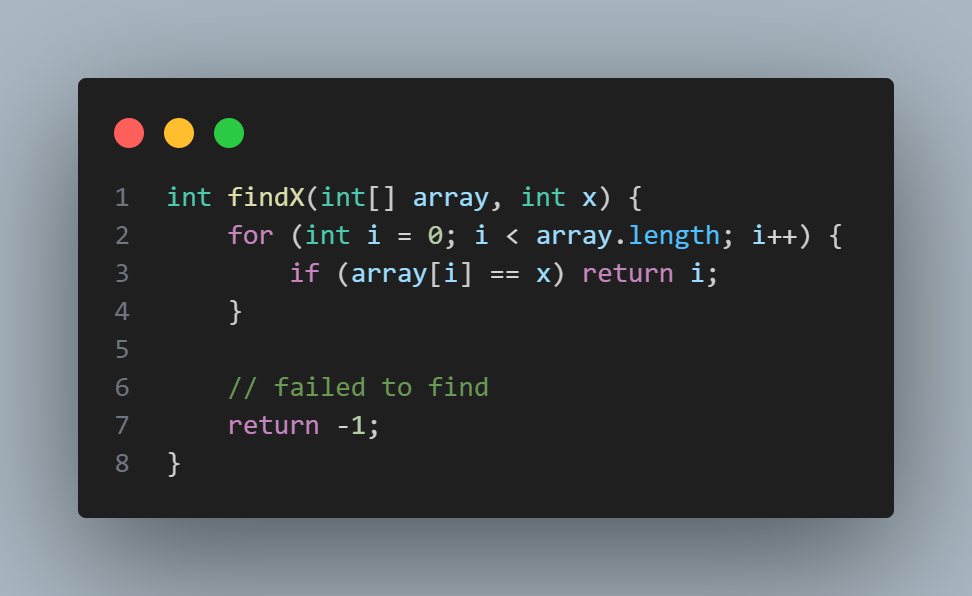 1 int findX(int[] array, int x) {
2     for (int i = 0; i < array.length; i++) {
3         if (array[i] == x) return i;
4     }
5
6     // failed to find
7     return -1;
8 }